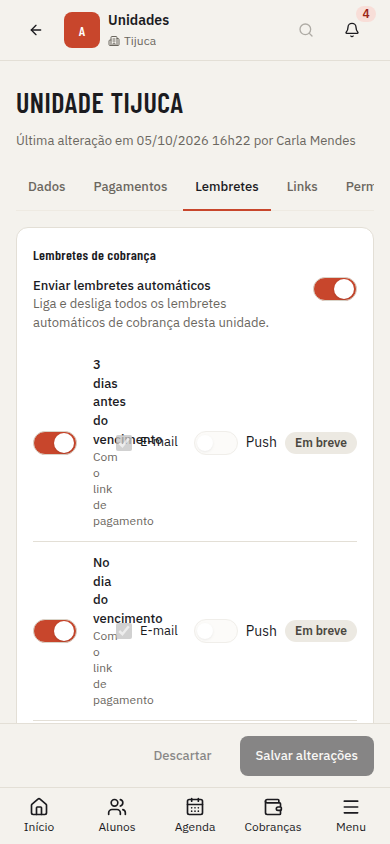 A
Unidades
Tijuca
4
UNIDADE TIJUCA
Última alteração em 05/10/2026 16h22 por Carla Mendes
Dados
Pagamentos
Lembretes
Links
Perm
Lembretes de cobrança
Enviar lembretes automáticos
Liga e desliga todos os lembretes
automáticos de cobrança desta unidade.
3
dias
antes
do
vencimento
Com
o
link
de
pagamento
E-mail
Push
Em breve
No
dia
do
vencimento
Com
o
link
de
pagamento
E-mail
Push
Em breve
Descartar
Salvar alterações
Início
Alunos
Agenda
Cobranças
Menu